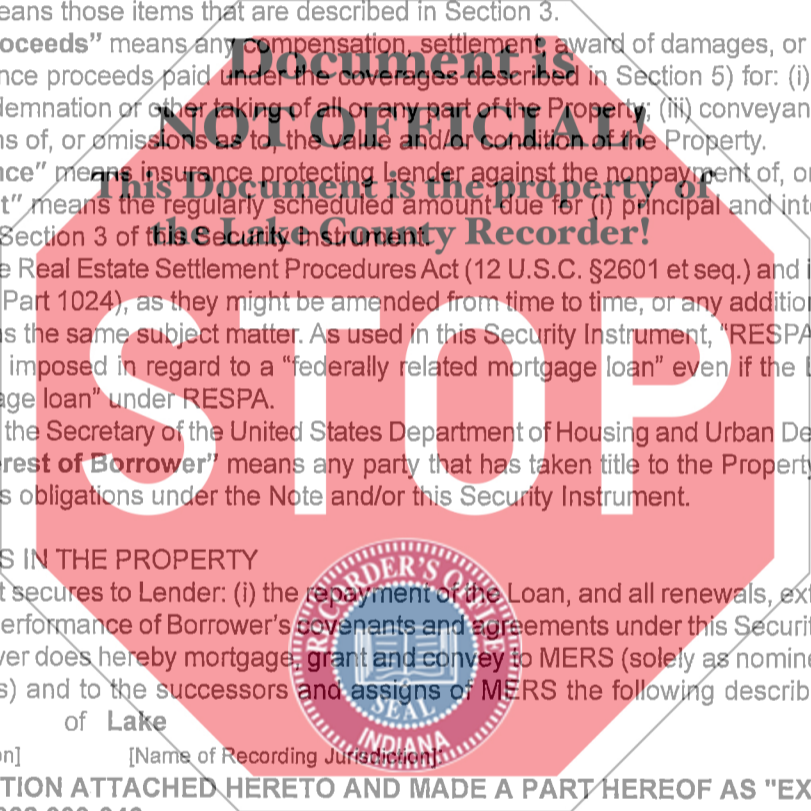 eans those items that are described in Section 3.
oceeds” means any compensation, settlement, award of damages, or
Document is
nce proceeds paid under the coverages described in Section 5) for: (i)
demnation or other taking of all or any part of the Property; (iii) conveyan
NOT OFFICIAL!
ns of, or omissions as to, the value and/or condition of the Property.
nce” means insurance protecting Lender against the nonpayment of, or
This Document is the property of
t” means the regularly scheduled amount due for (i) principal and inte
the Lake County Recorder!
Section 3 of this Security Instrument.
e Real Estate Settlement Procedures Act (12 U.S.C. §2601 et seq.) and i
Part 1024), as they might be amended from time to time, or any additio
s the same subject matter. As used in this Security Instrument, “RESPA
imposed in regard to a “federally related mortgage loan” even if the L
age loan” under RESPA.
STOP
the Secretary of the United States Department of Housing and Urban De
rest of Borrower” means any party that has taken title to the Property
s obligations under the Note and/or this Security Instrument.
S IN THE PROPERTY
t secures to Lender: (i) the repayment of the Loan, and all renewals, ext
erformance of Borrower’s covenants and agreements under this Securit
ver does hereby mortgage, grant and convey to MERS (solely as nomine
s) and to the successors and assigns of MERS the following describ
RECORDER'S OFFICE
SEAL
INDIANA
of Lake
on] [Name of Recording Jurisdiction]:
TION ATTACHED HERETO AND MADE A PART HEREOF AS "EX